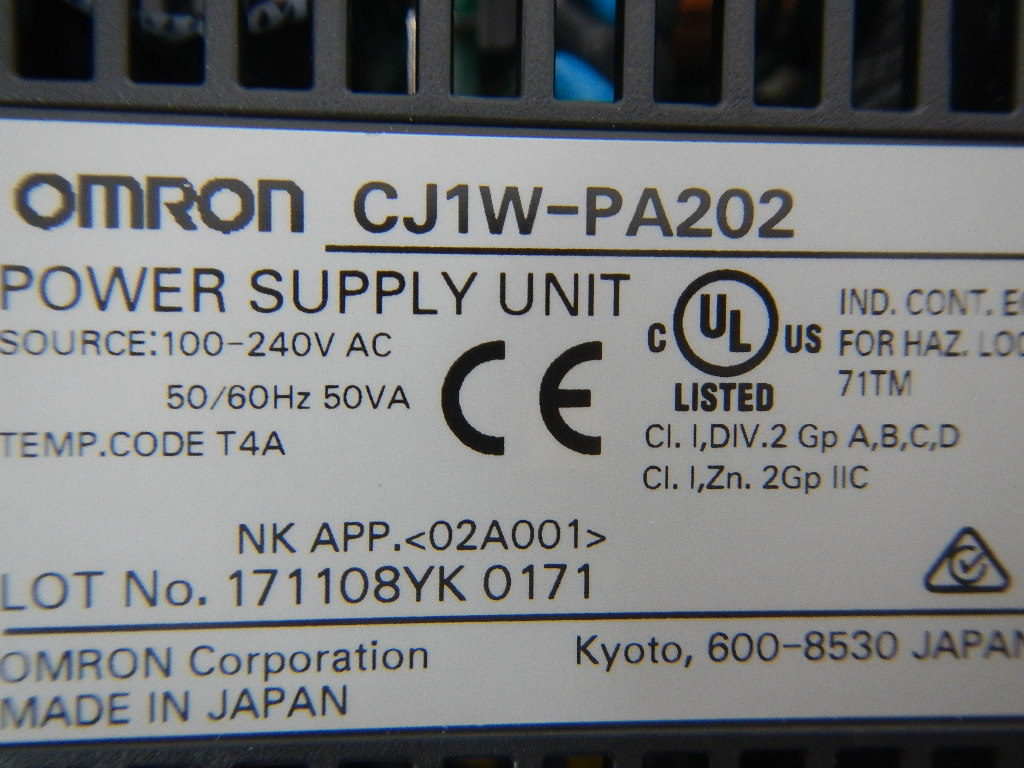 OMRON CJ1W-PA202
POWER SUPPLY UNIT
SOURCE:100-240V AC
50/60Hz 50VA
TEMP.CODE T4A
CE
C UL US
LISTED
IND. CONT. E
FOR HAZ. LOC
71TM
Cl. I,DIV.2 Gp A,B,C,D
Cl. I,Zn. 2Gp IIC
NK APP.<02A001>
LOT No. 171108YK 0171
OMRON Corporation
Kyoto, 600-8530 JAPAN
MADE IN JAPAN